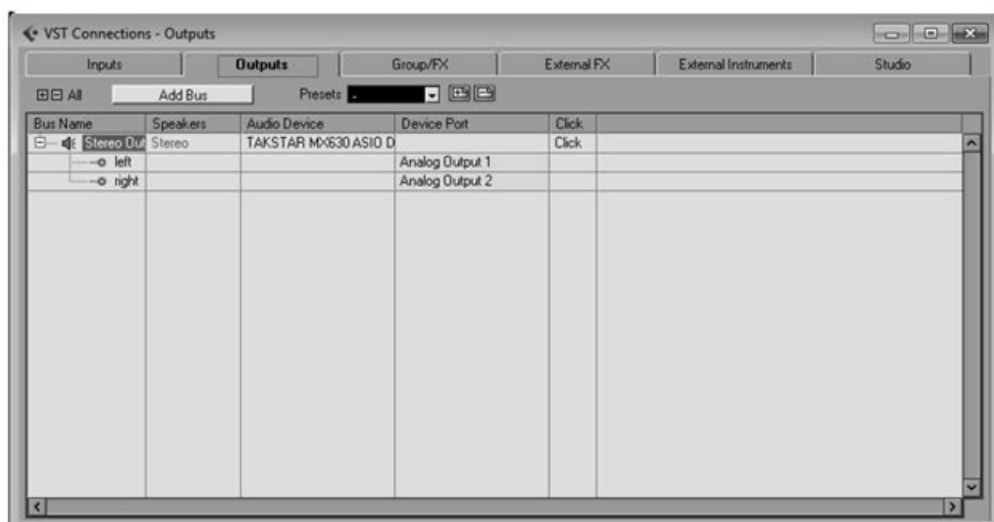 VST Connections - Outputs
Inputs Outputs Group/FX External FX External Instruments Studio
All Add Bus Presets -
Bus Name Speakers Audio Device Device Port Click
Stereo Out Stereo TAKSTAR MX630 ASIO D Click
left Analog Output 1
right Analog Output 2